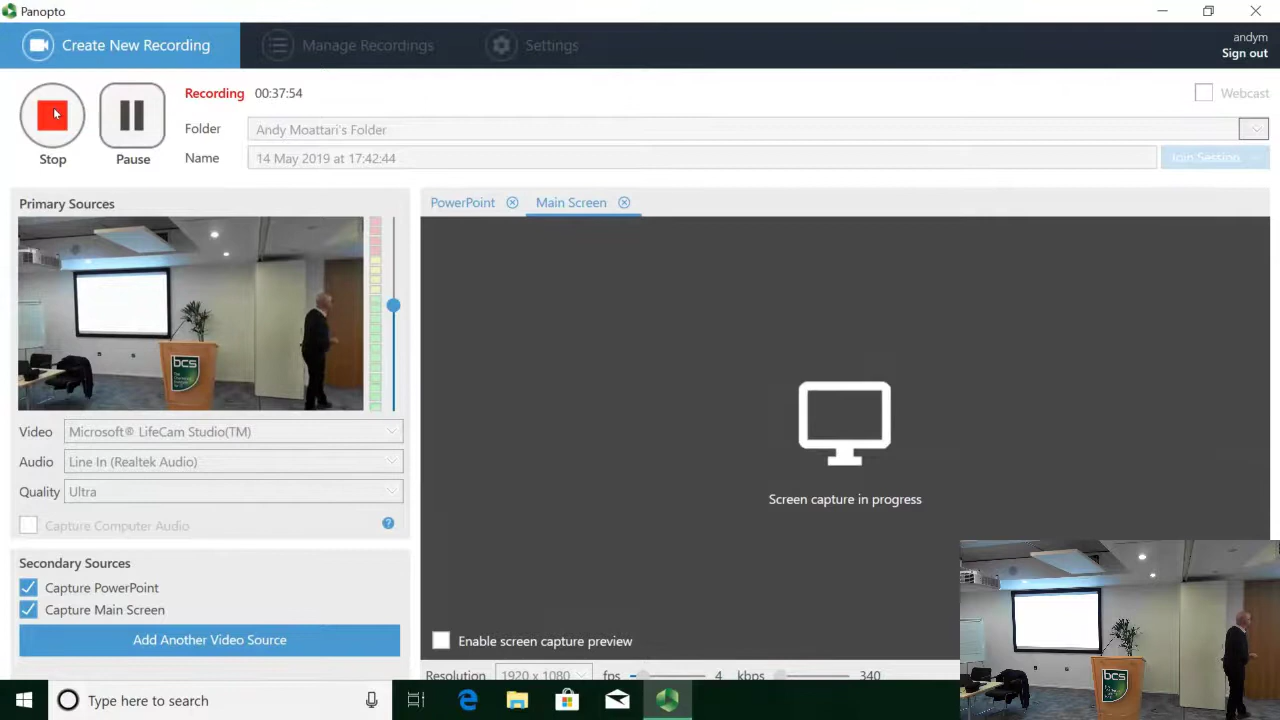 Panopto
Create New Recording
Manage Recordings
Settings
andym
Sign out
Recording 00:37:54
Webcast
Folder Andy Moattari's Folder
Stop
Pause
Name 14 May 2019 at 17:42:44
Join Session
Primary Sources
PowerPoint
Main Screen
bcs
Video Microsoft® LifeCam Studio(TM)
Audio Line In (Realtek Audio)
Quality Ultra
Capture Computer Audio
?
Screen capture in progress
Secondary Sources
Capture PowerPoint
Capture Main Screen
Add Another Video Source
Enable screen capture preview
Resolution 1920 x 1080 fps 4 kbps 340
bcs
Type here to search